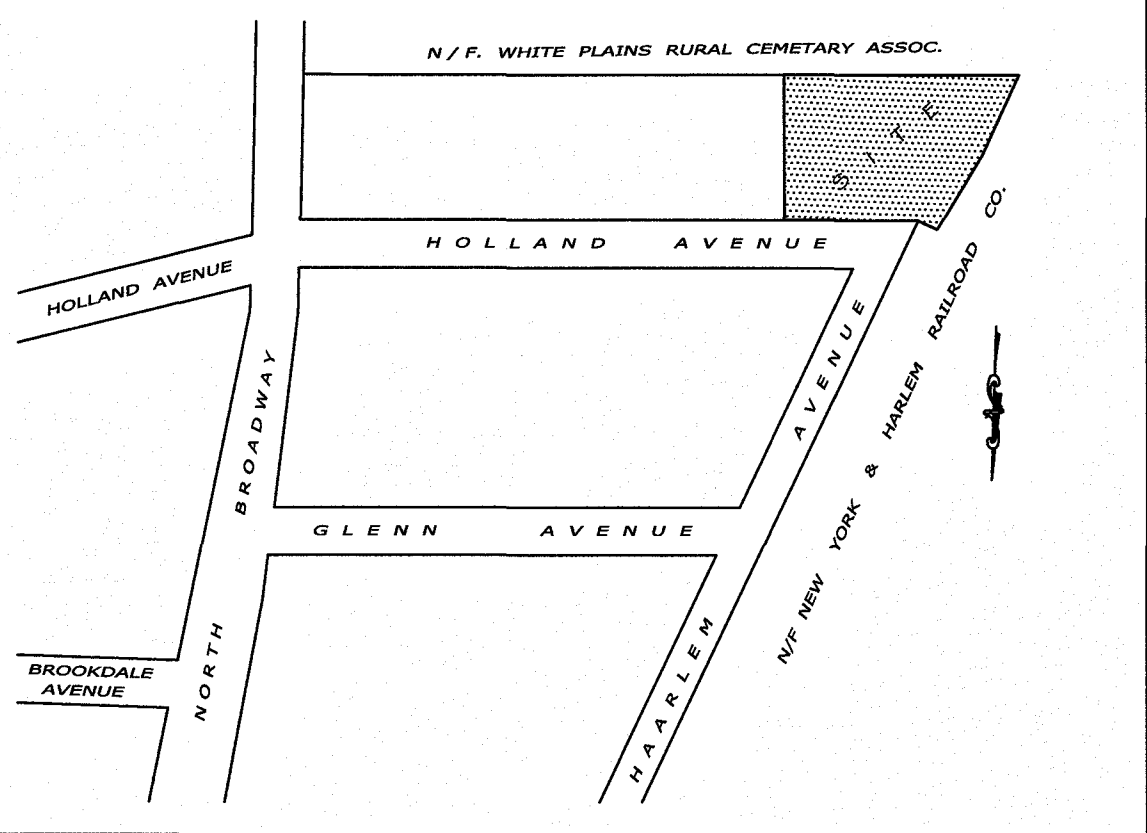 N/F. WHITE PLAINS RURAL CEMETARY ASSOC.
SITE
HOLLAND AVENUE
HOLLAND AVENUE
N/F NEW YORK & HARLEM RAILROAD CO.
HAARLEM AVENUE
NORTH BROADWAY
GLENN AVENUE
BROOKDALE
AVENUE